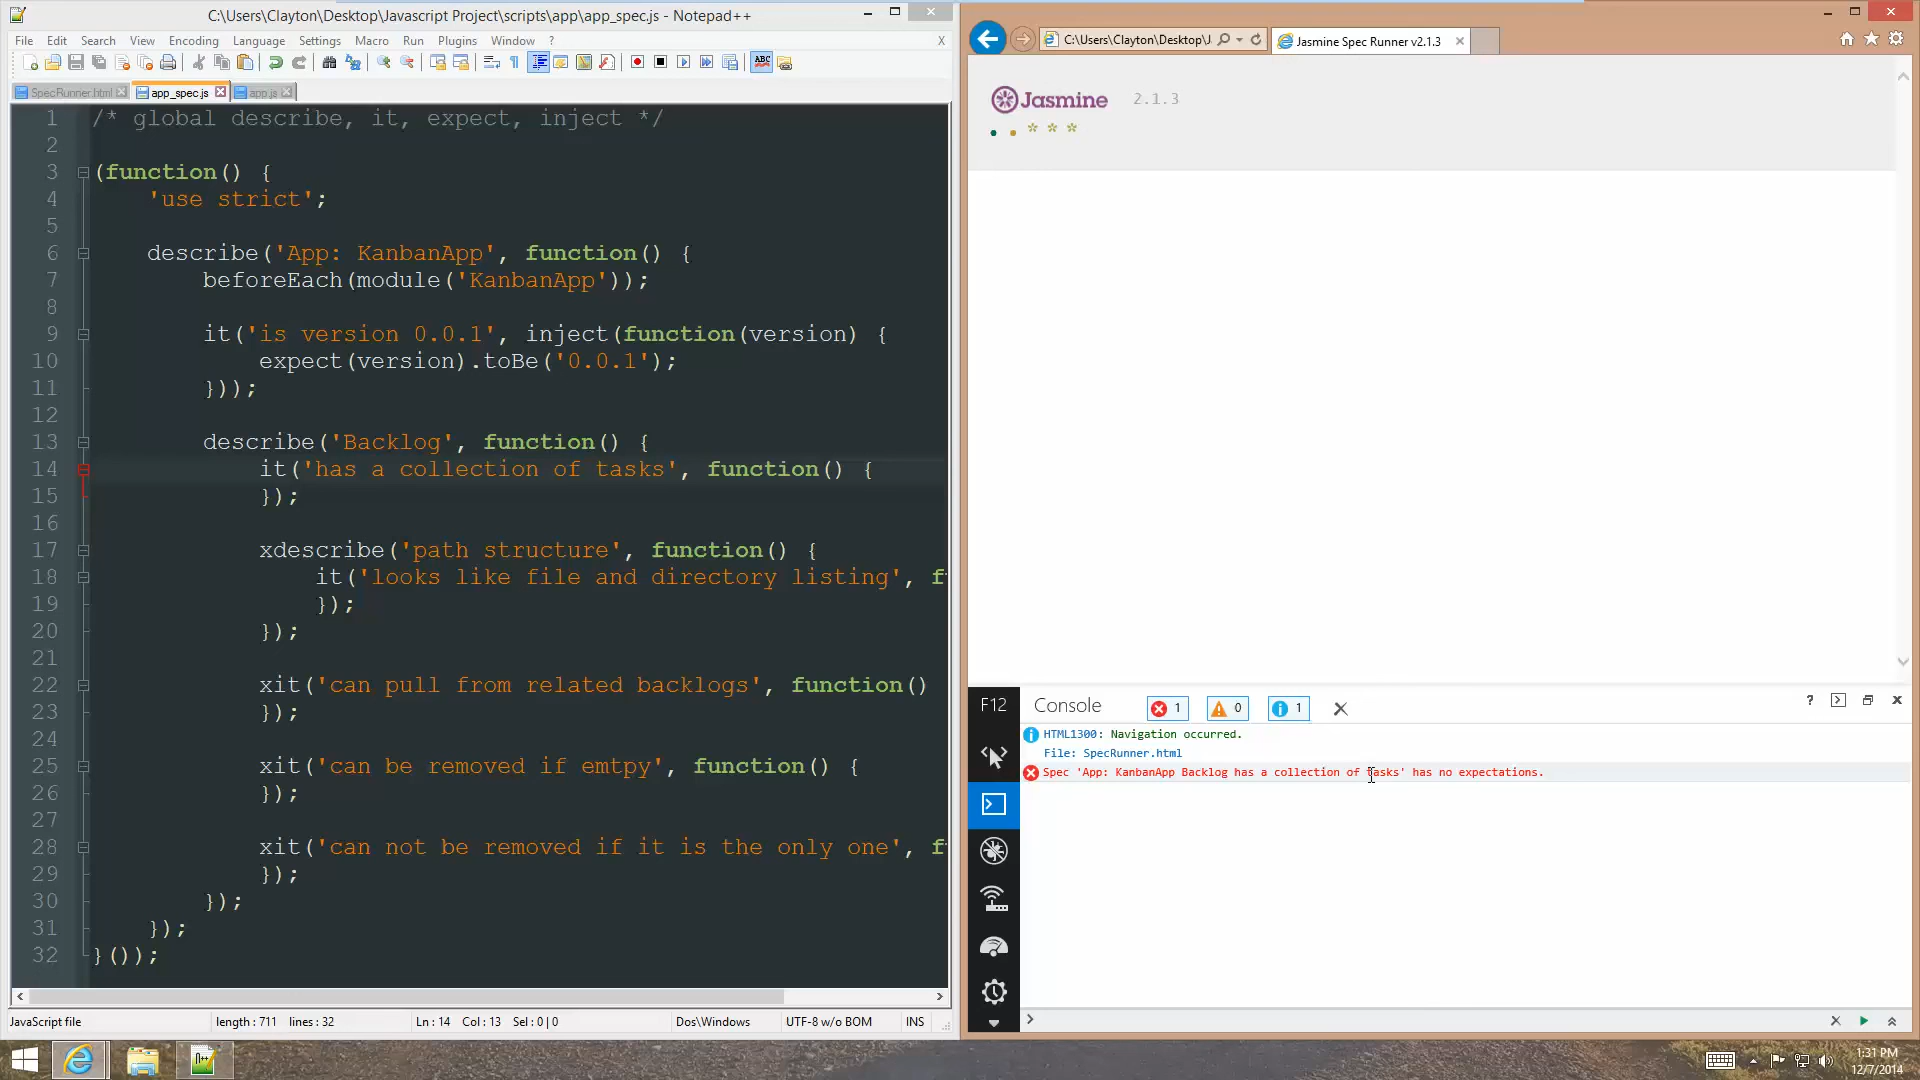 C:\Users\Clayton\Desktop\Javascript Project\scripts\app\app_spec.js - Notepad++
File Edit Search View Encoding Language Settings Macro Run Plugins Window ? X
SpecRunner.html app_spec.js app.js
1 /* global describe, it, expect, inject */
2
3 (function() {
4 'use strict';
5
6 describe('App: KanbanApp', function() {
7 beforeEach(module('KanbanApp'));
8
9 it('is version 0.0.1', inject(function(version) {
10 expect(version).toBe('0.0.1');
11 }));
12
13 describe('Backlog', function() {
14 it('has a collection of tasks', function() {
15 });
16
17 xdescribe('path structure', function() {
18 it('looks like file and directory listing', f
19 });
20 });
21
22 xit('can pull from related backlogs', function()
23 });
24
25 xit('can be removed if emtpy', function() {
26 });
27
28 xit('can not be removed if it is the only one', f
29 });
30 });
31 });
32 }());
JavaScript file length : 711 lines : 32 Ln : 14 Col : 13 Sel : 0 | 0 Dos\Windows UTF-8 w/o BOM INS
C:\Users\Clayton\Desktop\J Jasmine Spec Runner v2.1.3
Jasmine 2.1.3
F12 Console 1 0 1
HTML1300: Navigation occurred.
File: SpecRunner.html
Spec 'App: KanbanApp Backlog has a collection of tasks' has no expectations.
1:31 PM
12/7/2014